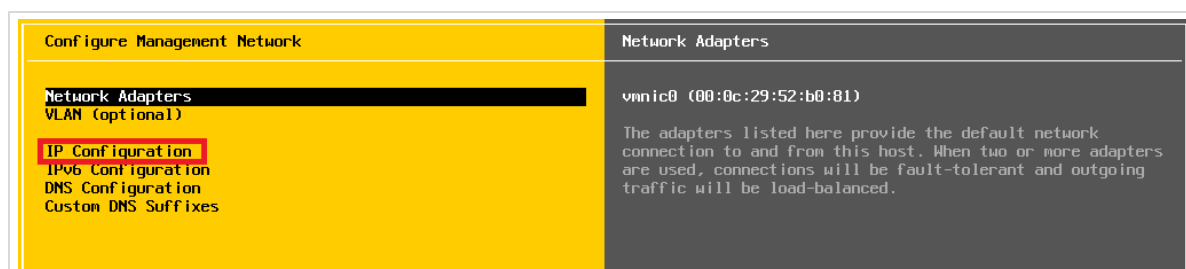 Configure Management Network
Network Adapters
Network Adapters
VLAN (optional)
IP Configuration
IPv6 Configuration
DNS Configuration
Custom DNS Suffixes
vmnic0 (00:0c:29:52:b0:81)
The adapters listed here provide the default network
connection to and from this host. When two or more adapters
are used, connections will be fault-tolerant and outgoing
traffic will be load-balanced.